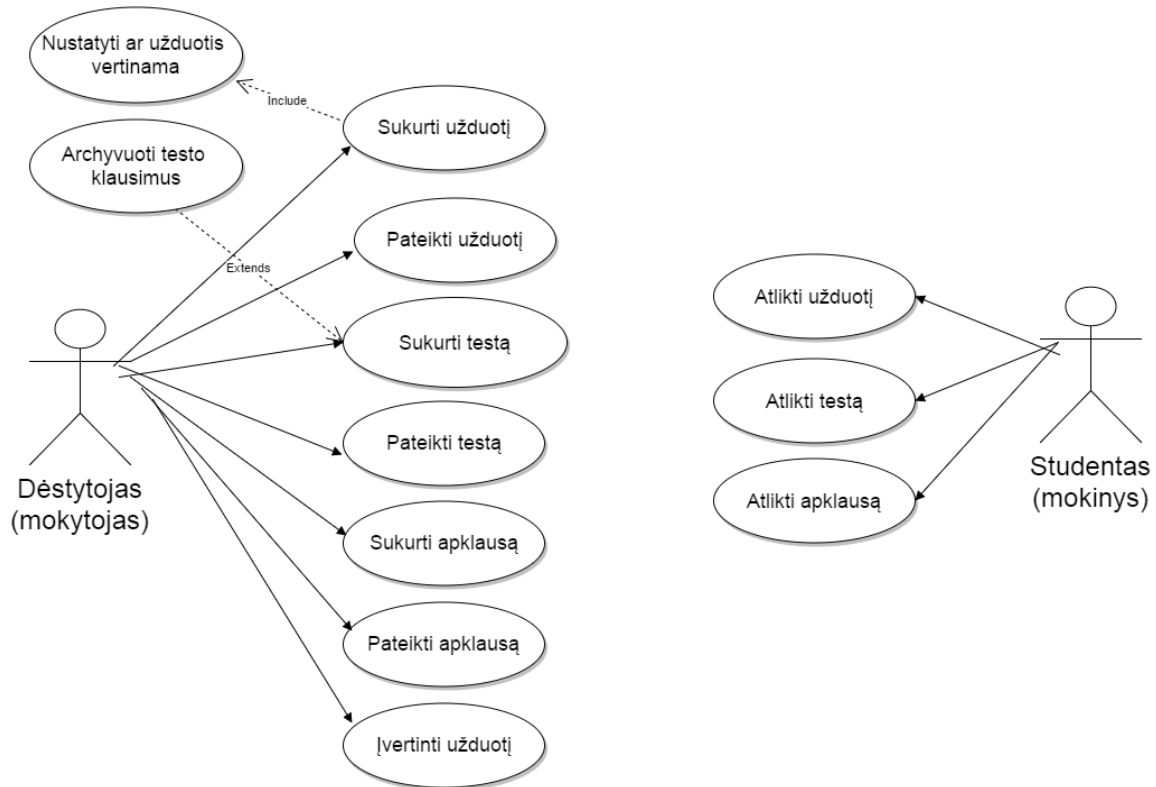 Nustatyti ar užduotis
vertinama
Include
Sukurti užduotį
Archyvuoti testo
klausimus
Pateikti užduotį
Extends
Sukurti testą
Pateikti testą
Dėstytojas
(mokytojas)
Sukurti apklausą
Pateikti apklausą
Įvertinti užduotį
Atlikti užduotį
Atlikti testą
Atlikti apklausą
Studentas
(mokinys)